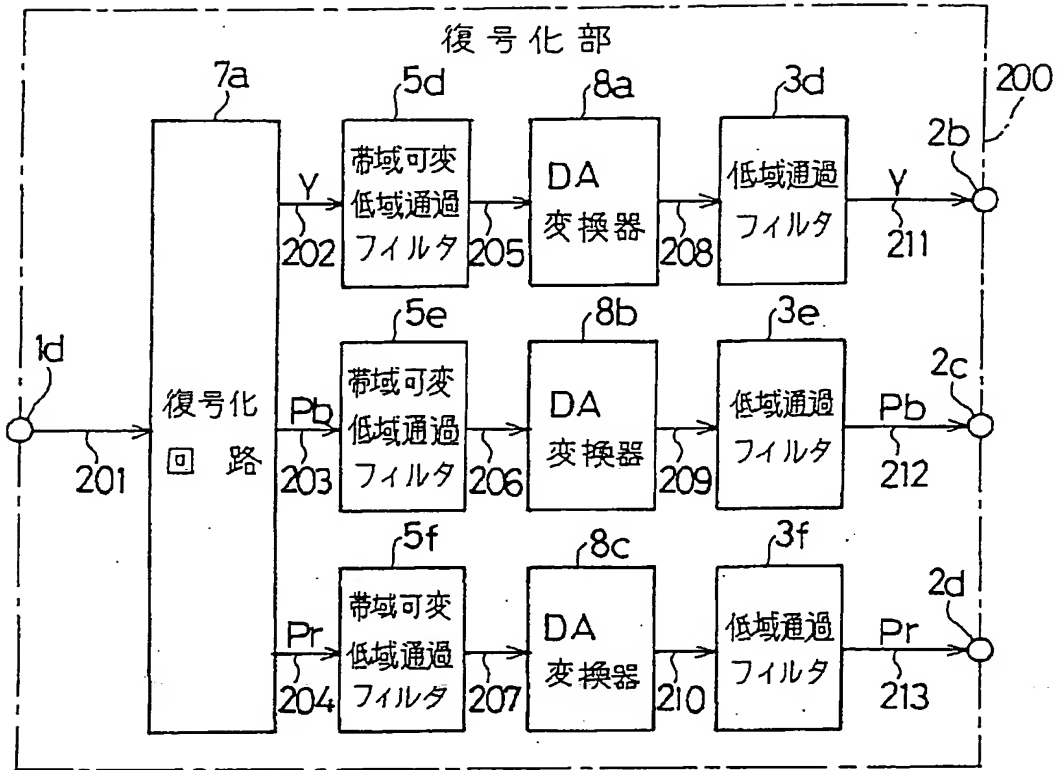 復号化部
200
7a
5d
8a
3d
2b
帯域可変
低域通過
フィルタ
DA
変換器
低域通過
フィルタ
Y
202
205
208
Y
211
1d
5e
8b
3e
2c
復号化
回路
帯域可変
低域通過
フィルタ
DA
変換器
低域通過
フィルタ
201
Pb
203
206
209
Pb
212
5f
8c
3f
2d
帯域可変
低域通過
フィルタ
DA
変換器
低域通過
フィルタ
Pr
204
207
210
Pr
213